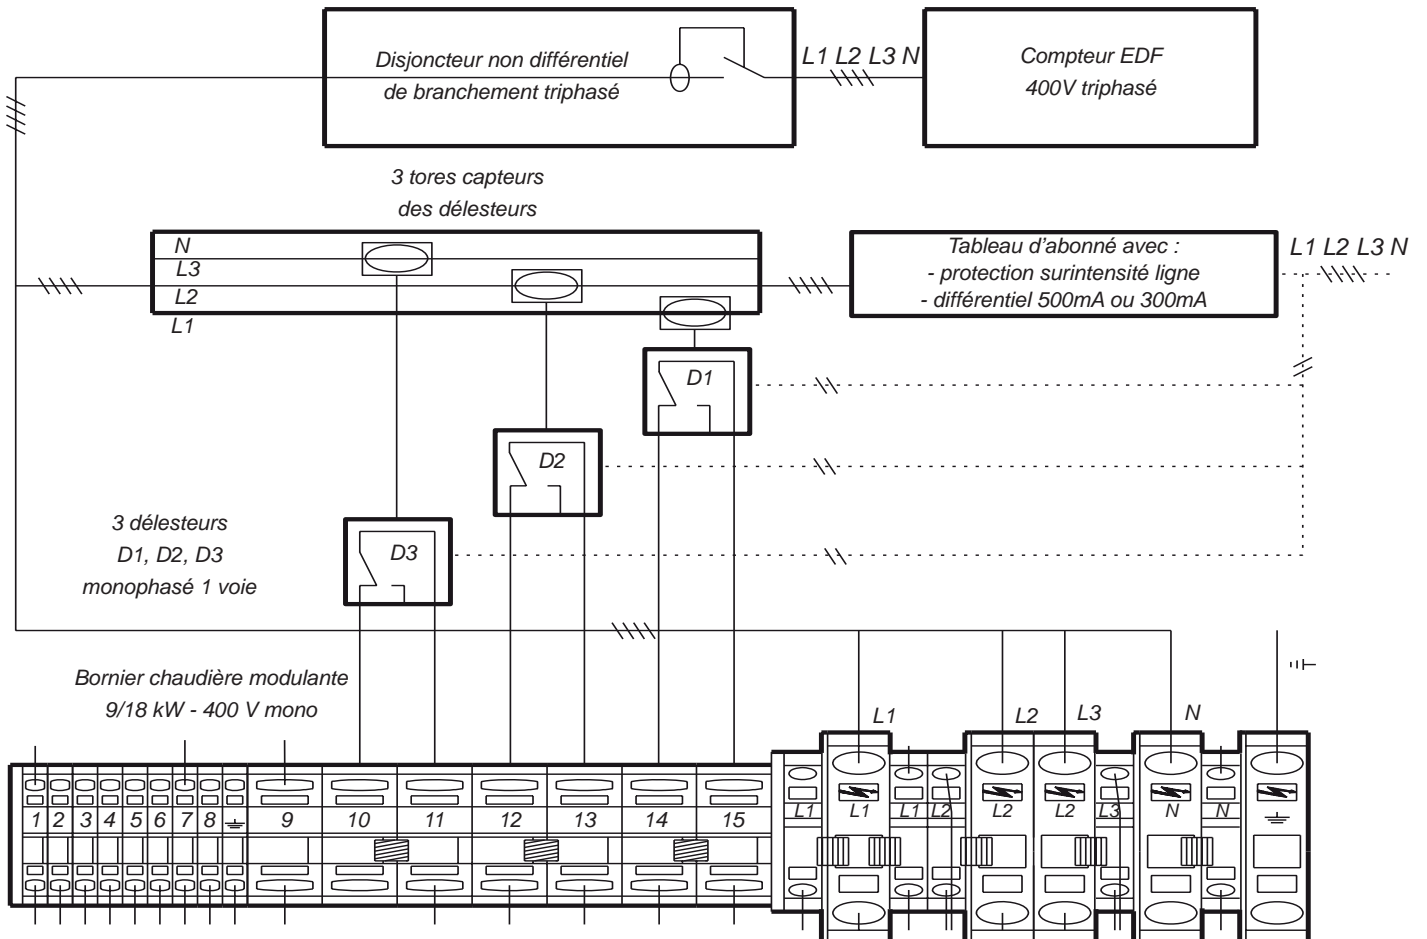 Disjoncteur non différentiel
de branchement triphasé
L1 L2 L3 N
Compteur EDF
400V triphasé
3 tores capteurs
des délesteurs
N
L3
L2
L1
Tableau d'abonné avec :
- protection surintensité ligne
- différentiel 500mA ou 300mA
L1 L2 L3 N
D1
D2
D3
3 délesteurs
D1, D2, D3
monophasé 1 voie
Bornier chaudière modulante
9/18 kW - 400 V mono
L1 L2 L3 N
1 2 3 4 5 6 7 8 9 10 11 12 13 14 15
L1 L1 L1 L2 L2 L2 L3 N N